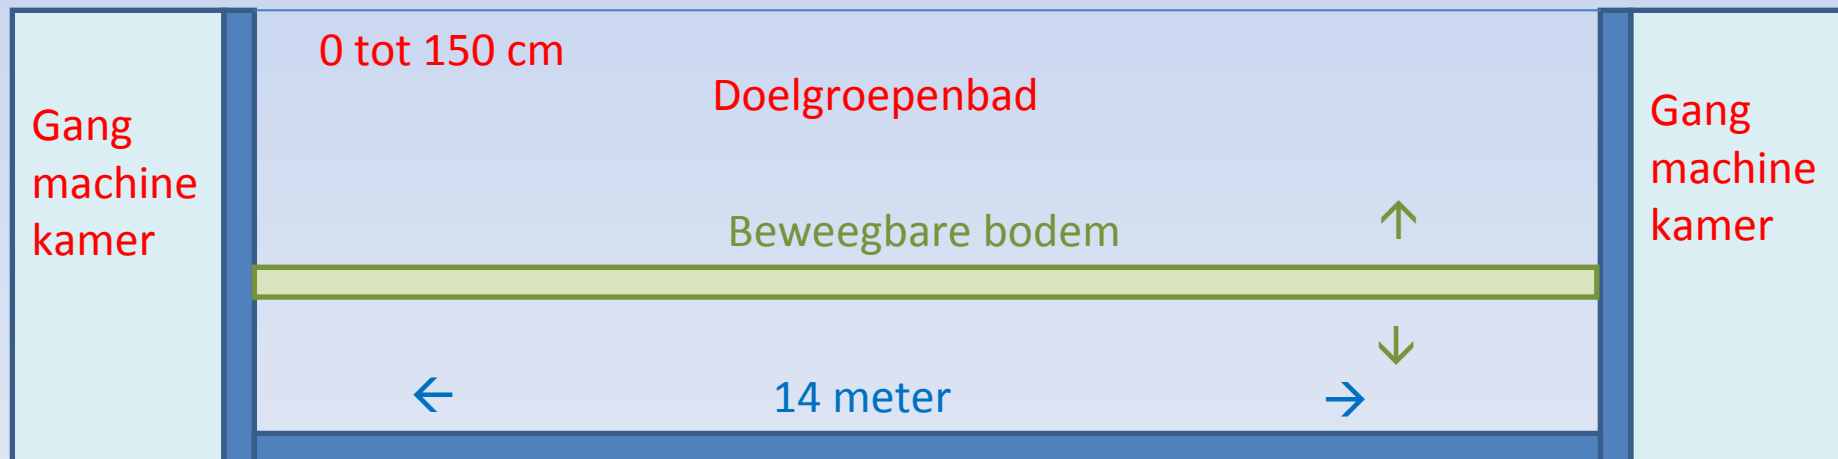 0 tot 150 cm
Doelgroepenbad
Gang
machine
kamer
Gang
machine
kamer
Beweegbare bodem ↑
↓
← 14 meter →